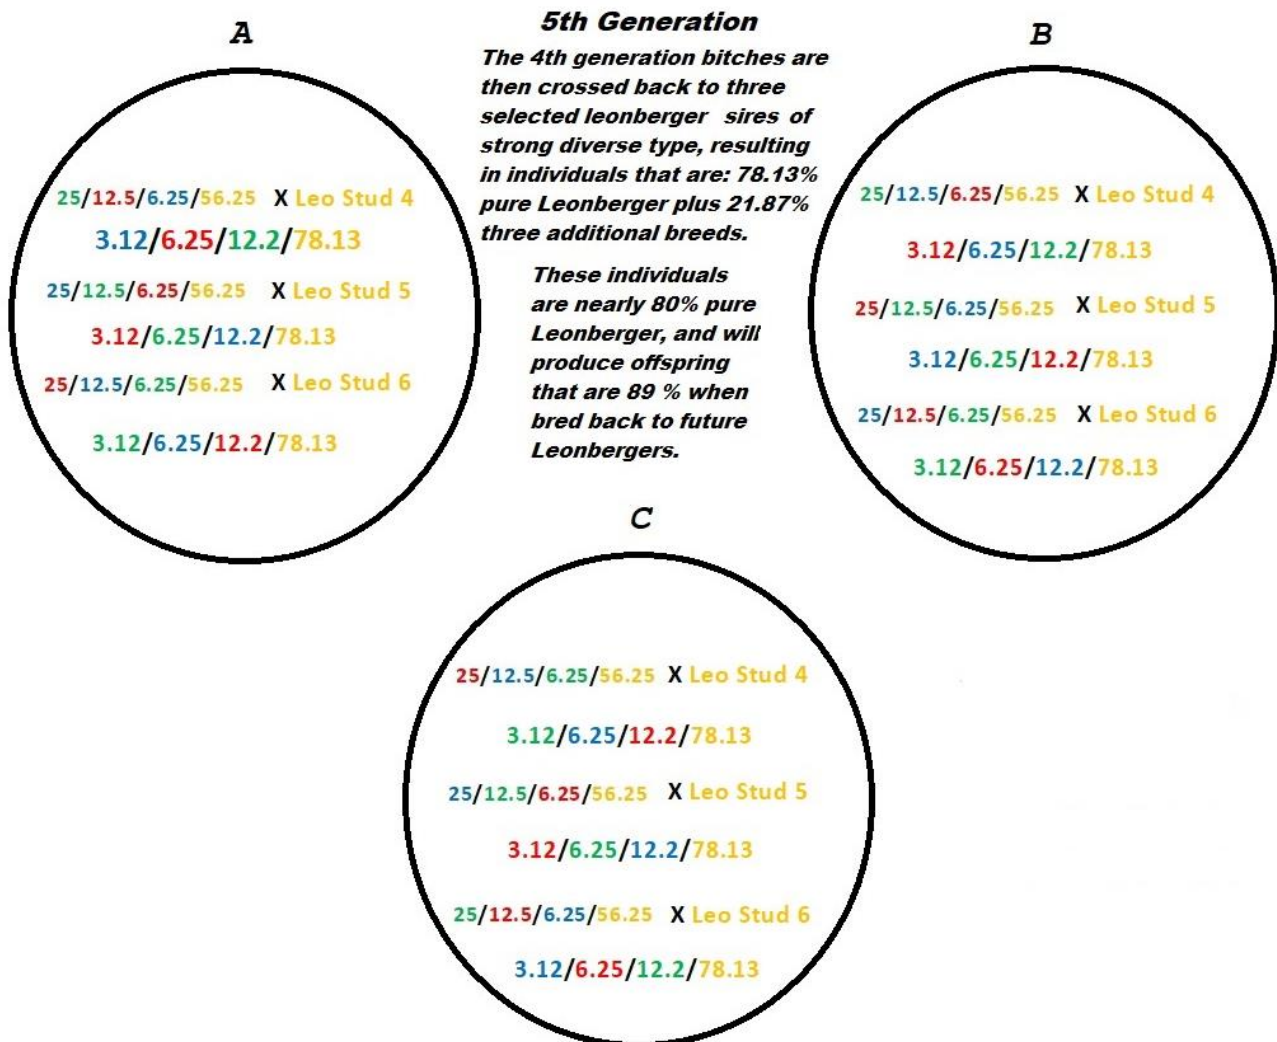 A
5th Generation
The 4th generation bitches are
then crossed back to three
selected leonberger sires of
strong diverse type, resulting
in individuals that are: 78.13%
pure Leonberger plus 21.87%
three additional breeds.
These individuals
are nearly 80% pure
Leonberger, and will
produce offspring
that are 89 % when
bred back to future
Leonbergers.
25/12.5/6.25/56.25 X Leo Stud 4
3.12/6.25/12.2/78.13
25/12.5/6.25/56.25 X Leo Stud 5
3.12/6.25/12.2/78.13
25/12.5/6.25/56.25 X Leo Stud 6
3.12/6.25/12.2/78.13
B
25/12.5/6.25/56.25 X Leo Stud 4
3.12/6.25/12.2/78.13
25/12.5/6.25/56.25 X Leo Stud 5
3.12/6.25/12.2/78.13
25/12.5/6.25/56.25 X Leo Stud 6
3.12/6.25/12.2/78.13
C
25/12.5/6.25/56.25 X Leo Stud 4
3.12/6.25/12.2/78.13
25/12.5/6.25/56.25 X Leo Stud 5
3.12/6.25/12.2/78.13
25/12.5/6.25/56.25 X Leo Stud 6
3.12/6.25/12.2/78.13